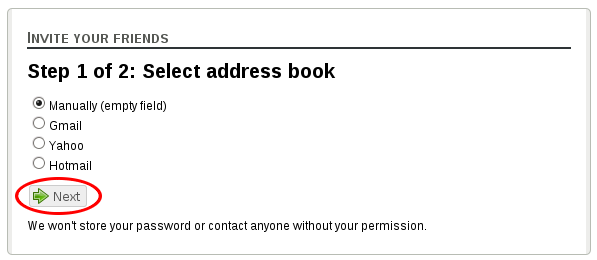 Invite your friends
Step 1 of 2: Select address book
Manually (empty field)
Gmail
Yahoo
Hotmail
Next
We won't store your password or contact anyone without your permission.